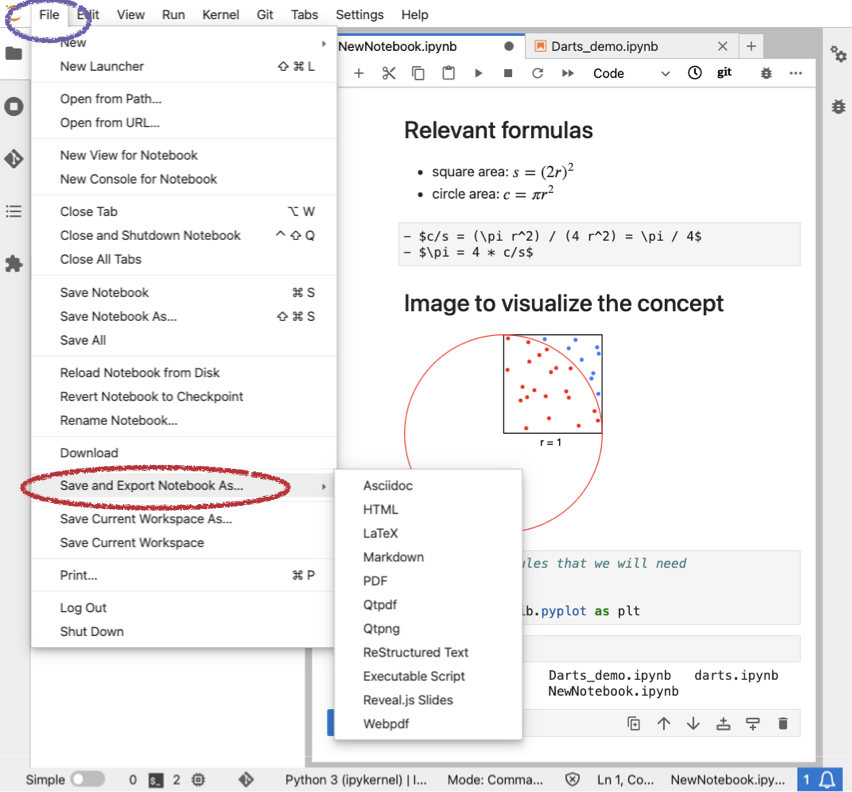 File Edit View Run Kernel Git Tabs Settings Help
New
New Launcher ⇧ ⌘ L
Open from Path...
Open from URL...
New View for Notebook
New Console for Notebook
Close Tab ⌥ W
Close and Shutdown Notebook ^ ⇧ Q
Close All Tabs
Save Notebook ⌘ S
Save Notebook As... ⇧ ⌘ S
Save All
Reload Notebook from Disk
Revert Notebook to Checkpoint
Rename Notebook...
Download
Save and Export Notebook As...
Save Current Workspace As...
Save Current Workspace
Print... ⌘ P
Log Out
Shut Down
Asciidoc
HTML
LaTeX
Markdown
PDF
Qtpdf
Qtpng
ReStructured Text
Executable Script
Reveal.js Slides
Webpdf
NewNotebook.ipynb Darts_demo.ipynb
Code git
Relevant formulas
• square area: s = (2r)²
• circle area: c = πr²
- $c/s = (\pi r^2) / (4 r^2) = \pi / 4$
- $\pi = 4 * c/s$
Image to visualize the concept
r = 1
ules that we will need
lb.pyplot as plt
Darts_demo.ipynb darts.ipynb
NewNotebook.ipynb
Simple 0 2 Python 3 (ipykernel) | I... Mode: Comma... Ln 1, Co... NewNotebook.ipy... 1